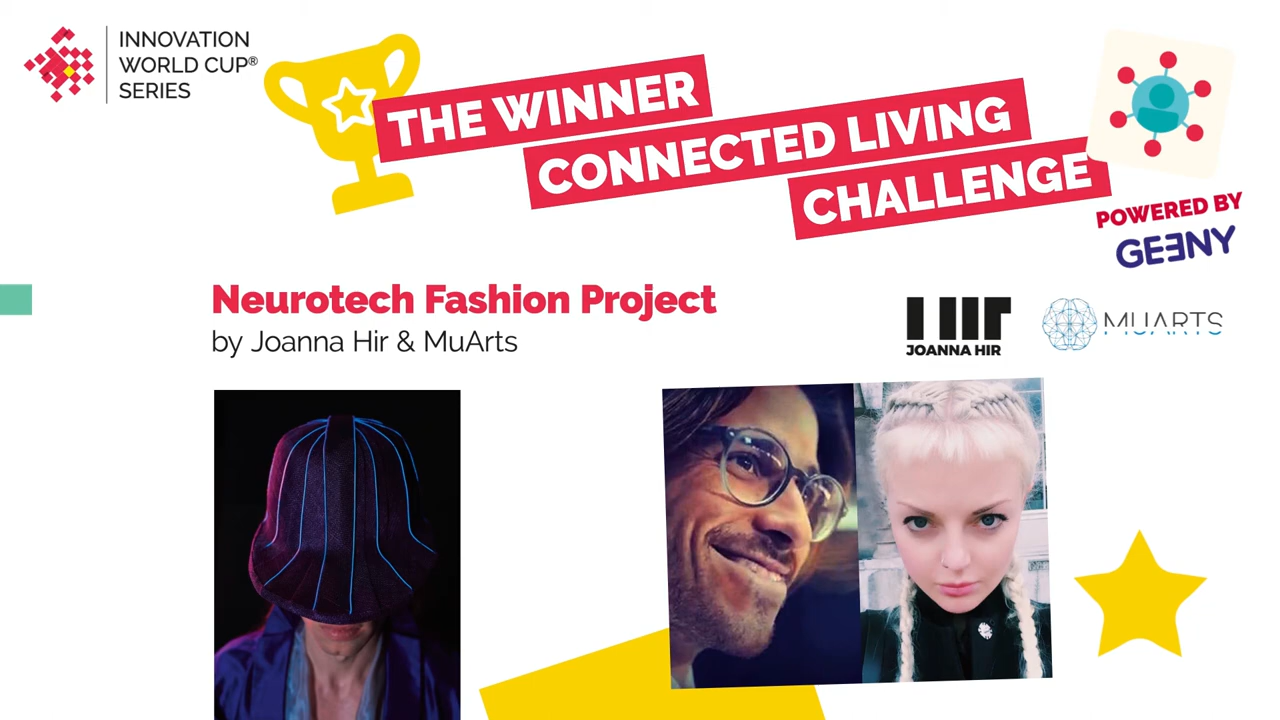 INNOVATION
WORLD CUP®
SERIES
THE WINNER
CONNECTED LIVING
CHALLENGE
POWERED BY
GEENY
Neurotech Fashion Project
by Joanna Hir & MuArts
HIR
JOANNA HIR
MUARTS